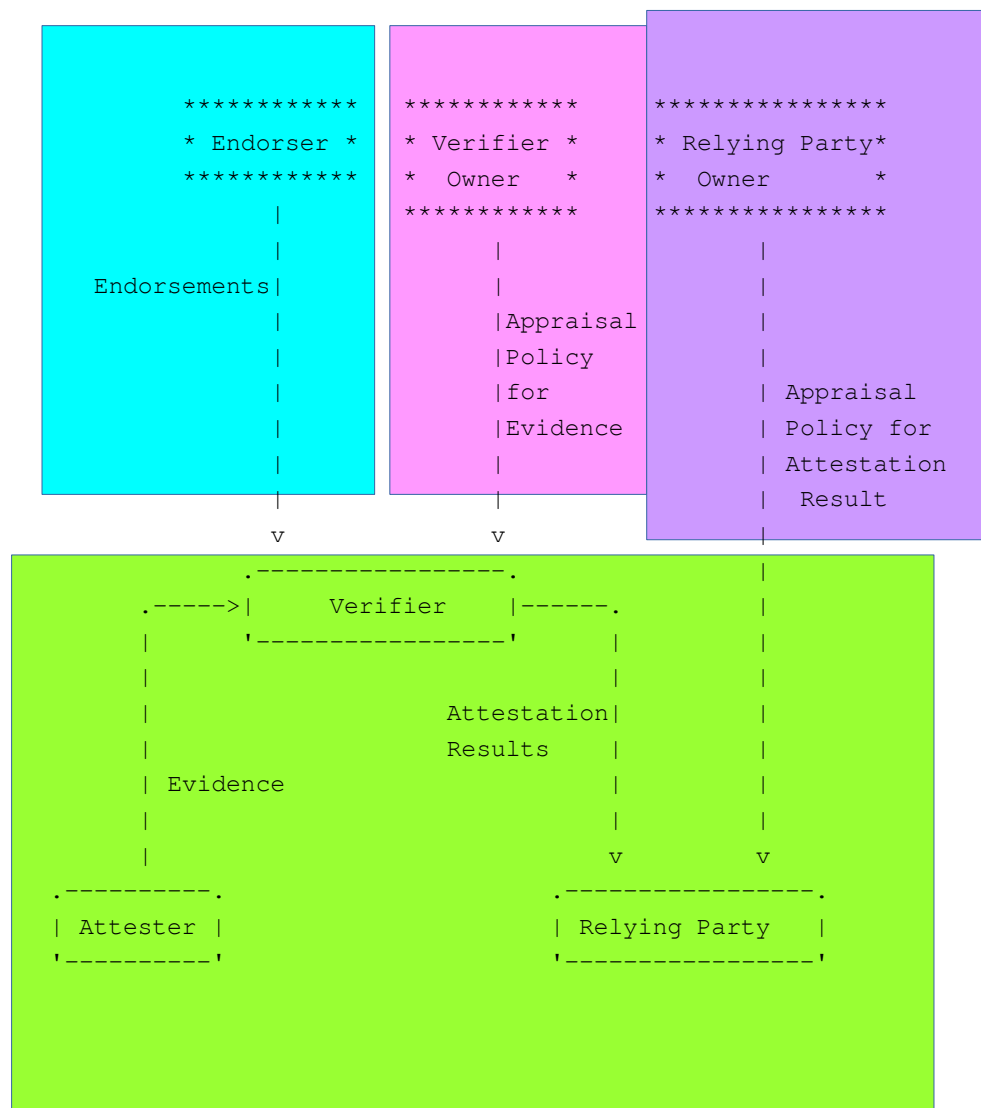 ************   ************     ****************
* Endorser *   * Verifier *     * Relying Party*
************   *  Owner   *     *  Owner       *
      |        ************     ****************
      |              |                 |
Endorsements|        |                 |
      |              |Appraisal        |
      |              |Policy           |
      |              |for              | Appraisal
      |              |Evidence         | Policy for
      |              |                 | Attestation
      |              |                 |  Result
      v              v                 |
    .-----------------.                |
.----->|     Verifier    |------.         |
|      '-----------------'      |         |
|                               |         |
|                    Attestation|         |
|                    Results    |         |
| Evidence                      |         |
|                               |         |
|                               v         v
.----------.                .-----------------.
| Attester |                | Relying Party   |
'----------'                '-----------------'